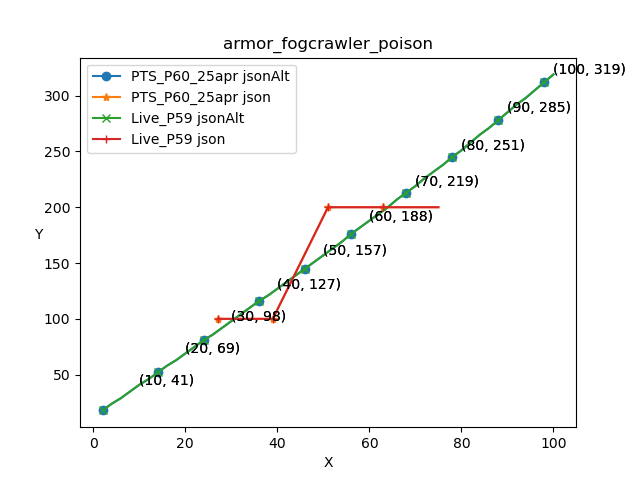 armor_fogcrawler_poison
PTS_P60_25apr jsonAlt
PTS_P60_25apr json
Live_P59 jsonAlt
Live_P59 json
(100, 319)
(90, 285)
(80, 251)
(70, 219)
(60, 188)
(50, 157)
(40, 127)
(30, 98)
(20, 69)
(10, 41)
300
250
200
150
100
50
Y
0 20 40 60 80 100
X